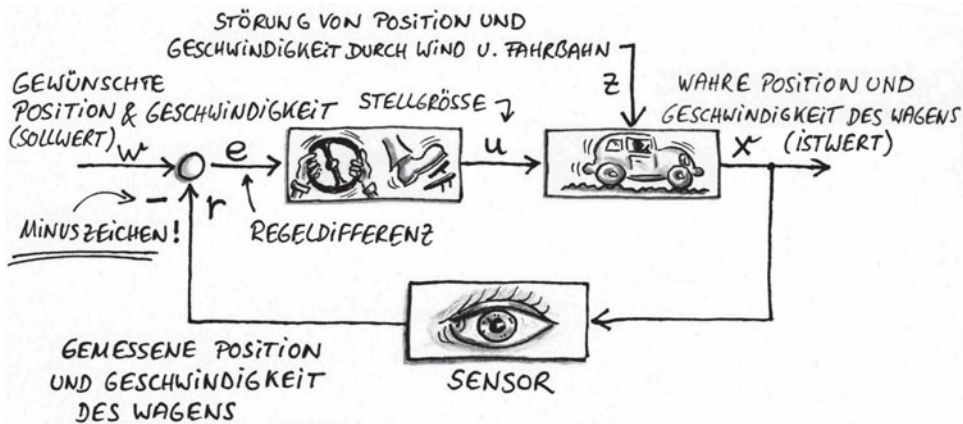 STÖRUNG VON POSITION UND
GESCHWINDIGKEIT DURCH WIND U. FAHRBAHN
z
GEWÜNSCHTE
POSITION & GESCHWINDIGKEIT
(SOLLWERT)
w
STELLGRÖSSE
WAHRE POSITION UND
GESCHWINDIGKEIT DES WAGENS
(ISTWERT)
e
u
x
−
r
MINUSZEICHEN!
REGELDIFFERENZ
GEMESSENE POSITION
UND GESCHWINDIGKEIT
DES WAGENS
SENSOR